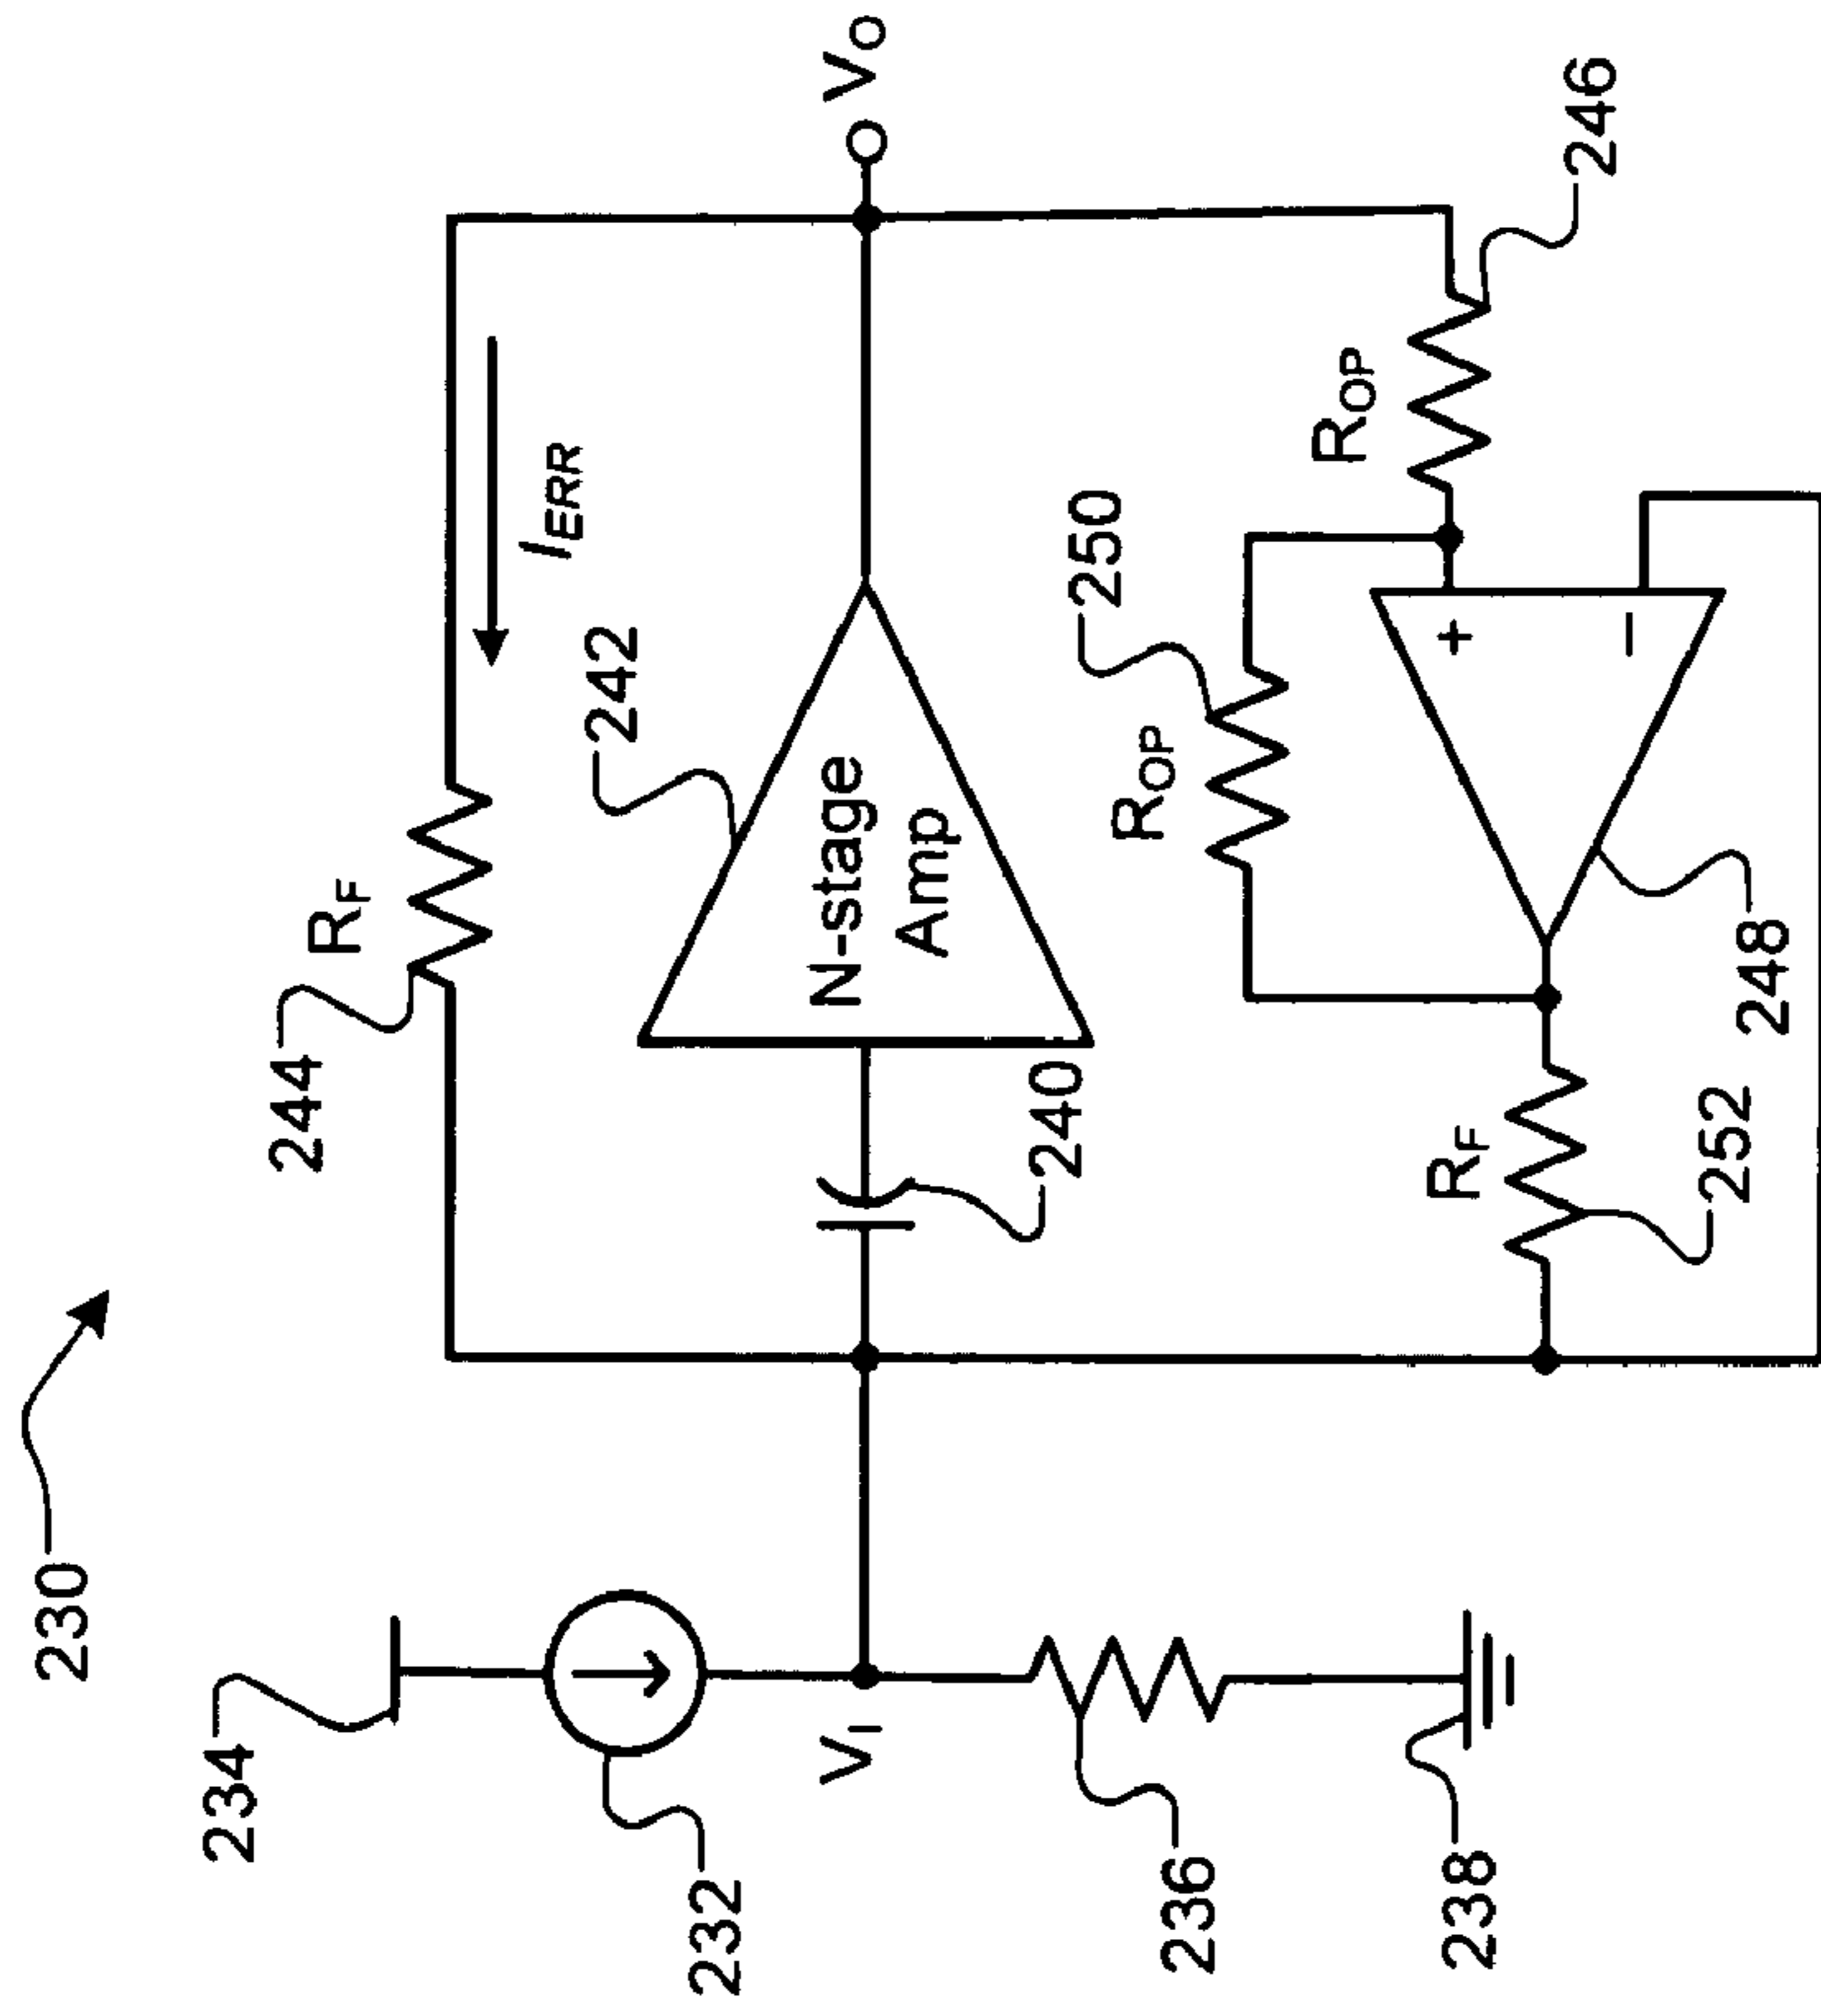 230
234
232
V_I
236
238
244
R_F
I_ERR
242
N-stage
Amp
240
V_O
250
R_OP
R_OP
246
+
−
248
R_F
252